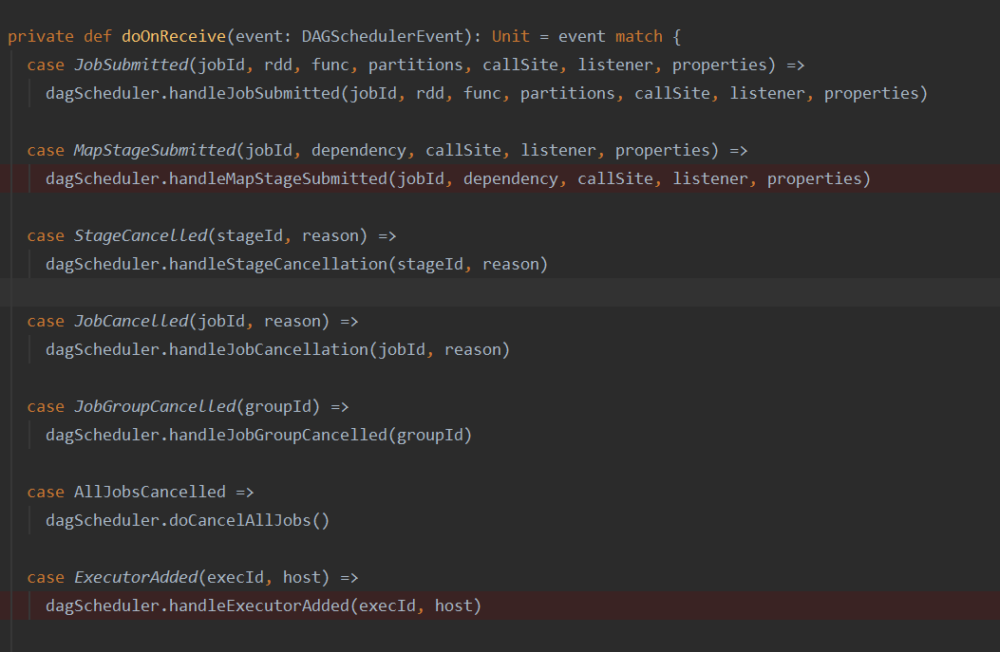 private def doOnReceive(event: DAGSchedulerEvent): Unit = event match {
case JobSubmitted(jobId, rdd, func, partitions, callSite, listener, properties) =>
dagScheduler.handleJobSubmitted(jobId, rdd, func, partitions, callSite, listener, properties)
case MapStageSubmitted(jobId, dependency, callSite, listener, properties) =>
dagScheduler.handleMapStageSubmitted(jobId, dependency, callSite, listener, properties)
case StageCancelled(stageId, reason) =>
dagScheduler.handleStageCancellation(stageId, reason)
case JobCancelled(jobId, reason) =>
dagScheduler.handleJobCancellation(jobId, reason)
case JobGroupCancelled(groupId) =>
dagScheduler.handleJobGroupCancelled(groupId)
case AllJobsCancelled =>
dagScheduler.doCancelAllJobs()
case ExecutorAdded(execId, host) =>
dagScheduler.handleExecutorAdded(execId, host)